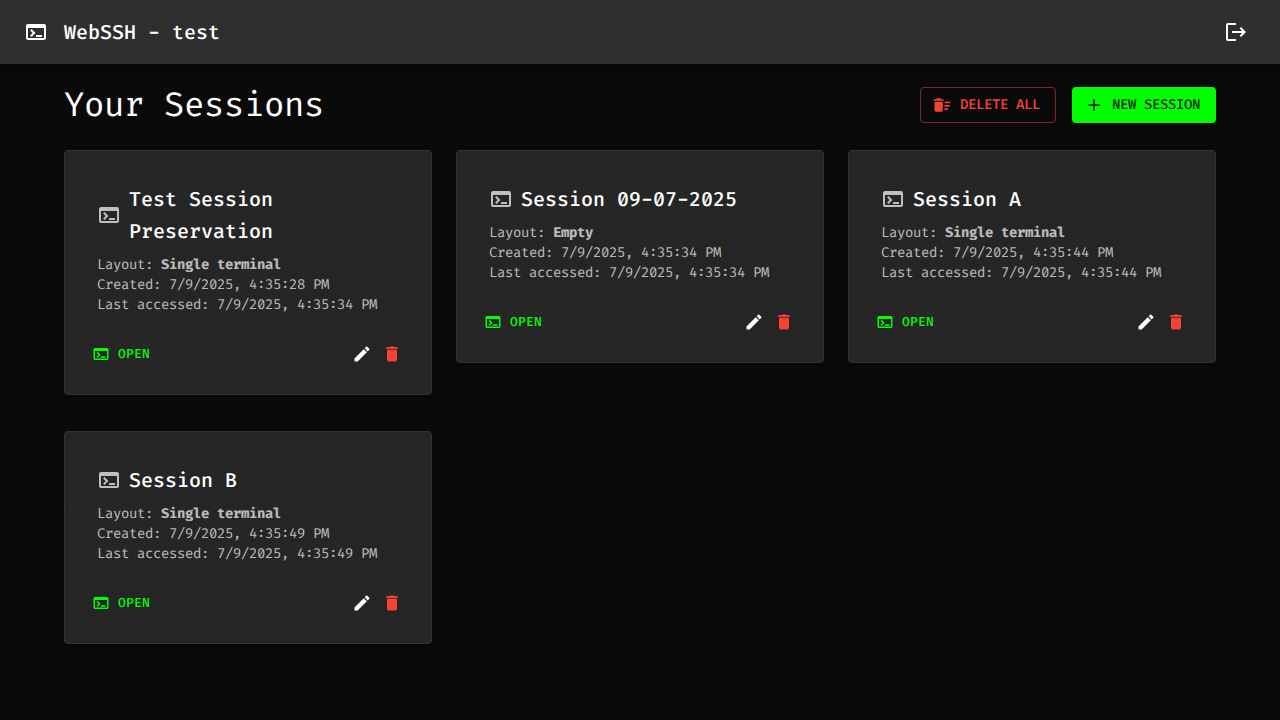 WebSSH - test
Your Sessions
DELETE ALL
NEW SESSION
Test Session
Preservation
Layout: Single terminal
Created: 7/9/2025, 4:35:28 PM
Last accessed: 7/9/2025, 4:35:34 PM
OPEN
Session 09-07-2025
Layout: Empty
Created: 7/9/2025, 4:35:34 PM
Last accessed: 7/9/2025, 4:35:34 PM
OPEN
Session A
Layout: Single terminal
Created: 7/9/2025, 4:35:44 PM
Last accessed: 7/9/2025, 4:35:44 PM
OPEN
Session B
Layout: Single terminal
Created: 7/9/2025, 4:35:49 PM
Last accessed: 7/9/2025, 4:35:49 PM
OPEN